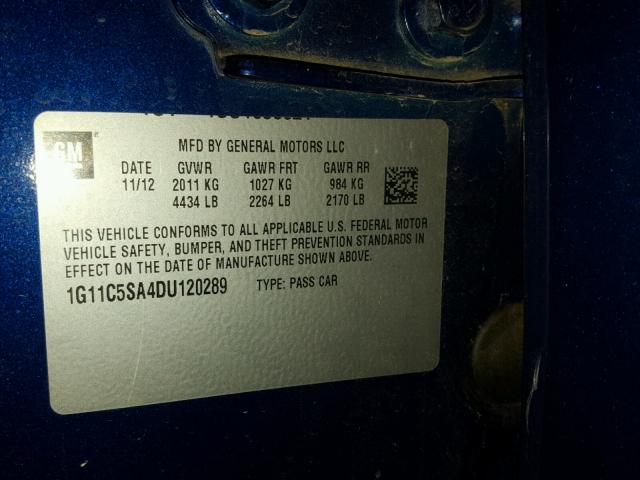 GM
MFD BY GENERAL MOTORS LLC
DATE GVWR GAWR FRT GAWR RR
11/12 2011 KG 1027 KG 984 KG
4434 LB 2264 LB 2170 LB
THIS VEHICLE CONFORMS TO ALL APPLICABLE U.S. FEDERAL MOTOR
VEHICLE SAFETY, BUMPER, AND THEFT PREVENTION STANDARDS IN
EFFECT ON THE DATE OF MANUFACTURE SHOWN ABOVE.
1G11C5SA4DU120289 TYPE: PASS CAR